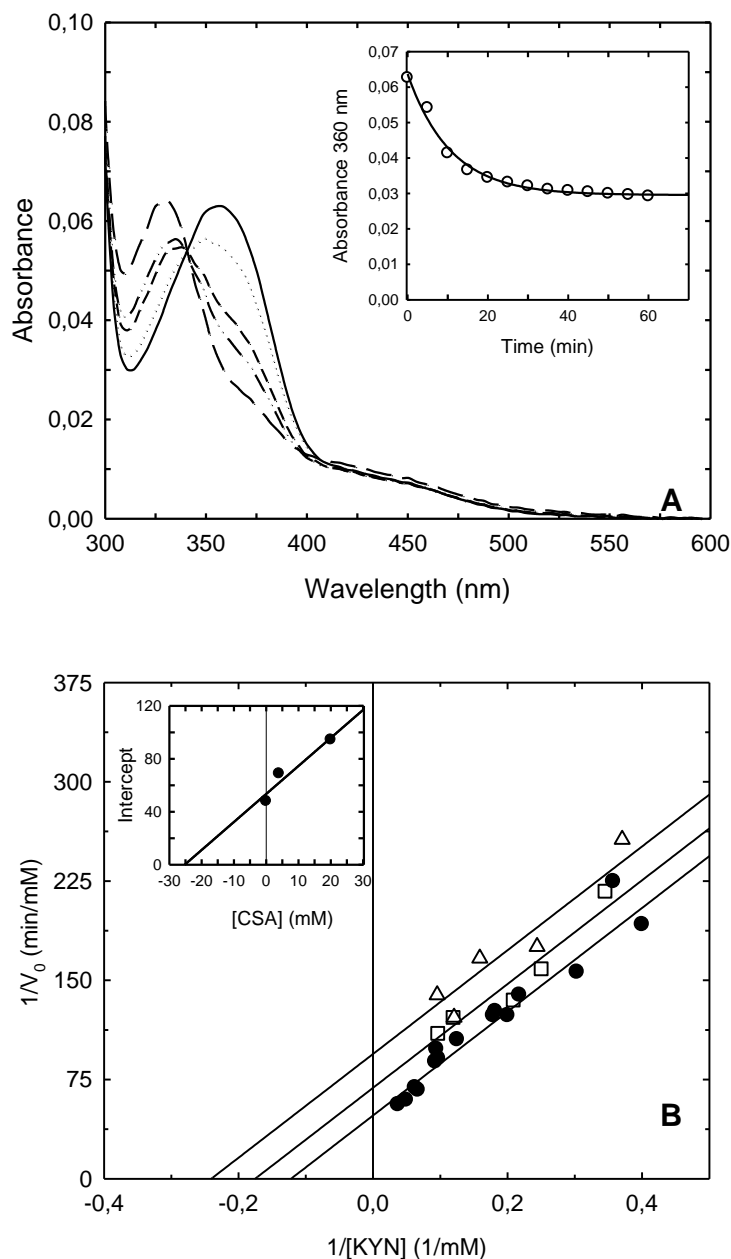 0,10
0,08
0,06
0,04
0,02
0,00
Absorbance
300 350 400 450 500 550 600
Wavelength (nm)
A
0,07
0,06
0,05
0,04
0,03
0,02
0,01
0,00
Absorbance 360 nm
0 20 40 60
Time (min)
375
300
225
150
75
0
1/V0 (min/mM)
-0,4 -0,2 0,0 0,2 0,4
1/[KYN] (1/mM)
B
120
80
40
0
Intercept
-30 -20 -10 0 10 20 30
[CSA] (mM)